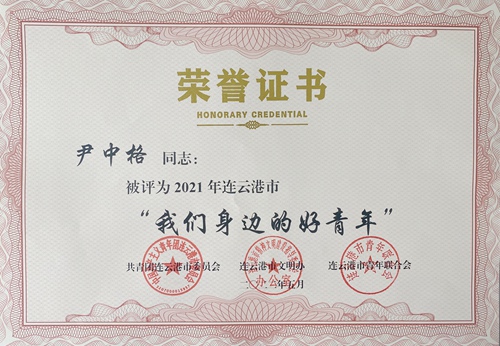 荣誉证书
HONORARY CREDENTIAL
尹中格 同志：
被评为2021年连云港市
“我们身边的好青年”
共青团连云港市委员会 连云港市文明办 连云港市青年联合会
年五月